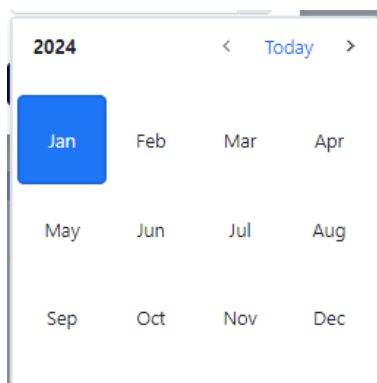 2024 < Today >
Jan Feb Mar Apr
May Jun Jul Aug
Sep Oct Nov Dec